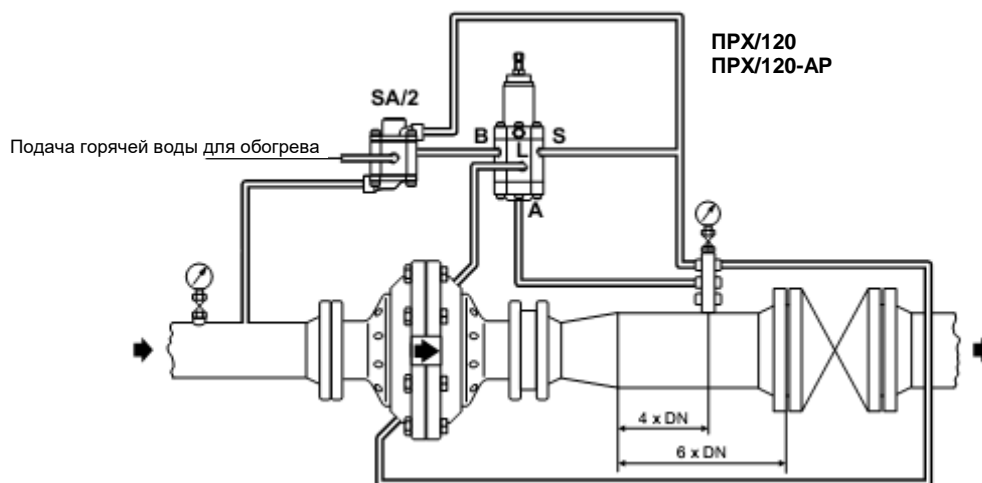 ПРХ/120
ПРХ/120-АР
SA/2
Подача горячей воды для обогрева
B
S
L
A
4 x DN
6 x DN